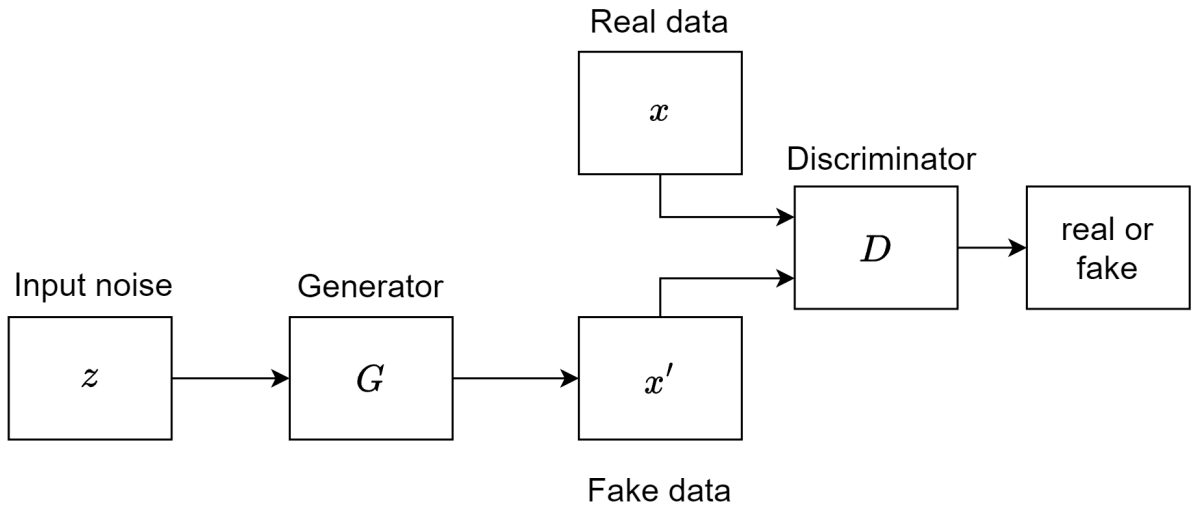 Real data
x
Discriminator
D
real or
fake
Input noise
z
Generator
G
x′
Fake data